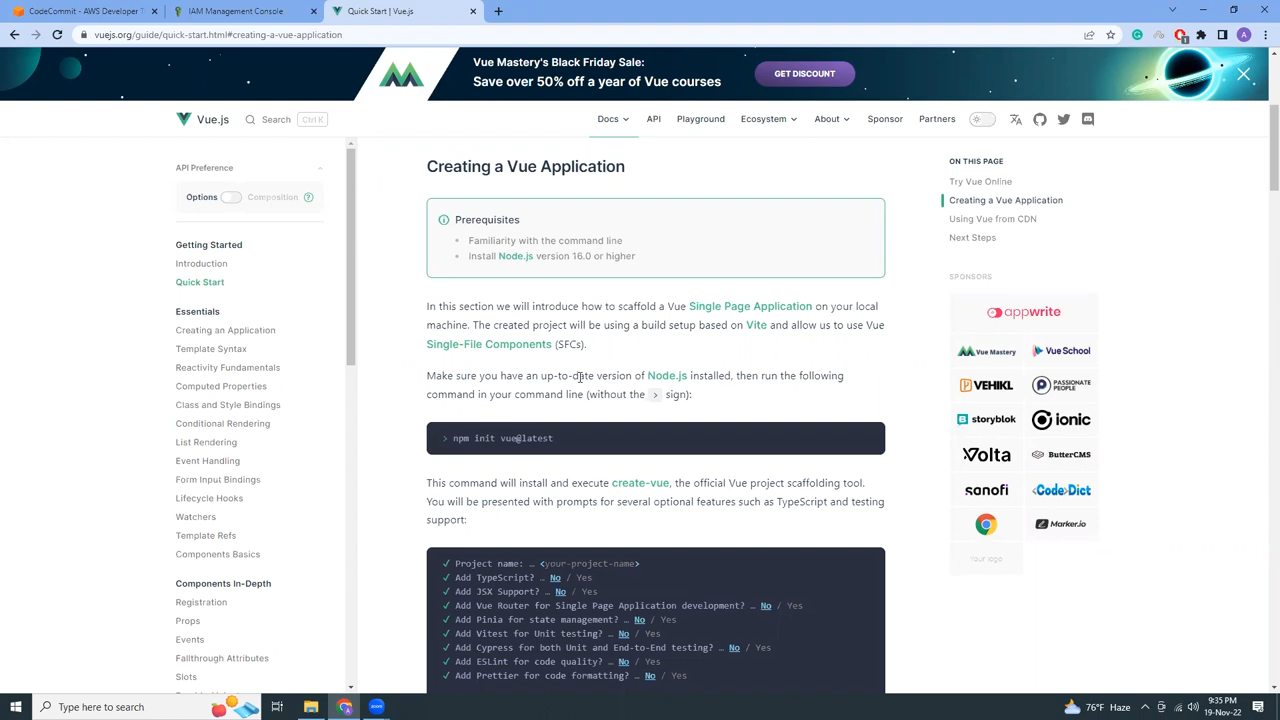 CodeCommit - AWS Developer Tool
IAM Management Console
Quick Start | Vue.js
vuejs.org/guide/quick-start.html#creating-a-vue-application
Vue Mastery's Black Friday Sale:
Save over 50% off a year of Vue courses
GET DISCOUNT
Vue.js
Search
Ctrl K
Docs
API
Playground
Ecosystem
About
Sponsor
Partners
API Preference
Options
Composition
?
Getting Started
Introduction
Quick Start
Essentials
Creating an Application
Template Syntax
Reactivity Fundamentals
Computed Properties
Class and Style Bindings
Conditional Rendering
List Rendering
Event Handling
Form Input Bindings
Lifecycle Hooks
Watchers
Template Refs
Components Basics
Components In-Depth
Registration
Props
Events
Fallthrough Attributes
Slots
Creating a Vue Application
Prerequisites
• Familiarity with the command line
• Install Node.js version 16.0 or higher
In this section we will introduce how to scaffold a Vue Single Page Application on your local
machine. The created project will be using a build setup based on Vite and allow us to use Vue
Single-File Components (SFCs).
Make sure you have an up-to-date version of Node.js installed, then run the following
command in your command line (without the > sign):
> npm init vue@latest
This command will install and execute create-vue, the official Vue project scaffolding tool.
You will be presented with prompts for several optional features such as TypeScript and testing
support:
✓ Project name: … <your-project-name>
✓ Add TypeScript? … No / Yes
✓ Add JSX Support? … No / Yes
✓ Add Vue Router for Single Page Application development? … No / Yes
✓ Add Pinia for state management? … No / Yes
✓ Add Vitest for Unit testing? … No / Yes
✓ Add Cypress for both Unit and End-to-End testing? … No / Yes
✓ Add ESLint for code quality? … No / Yes
✓ Add Prettier for code formatting? … No / Yes
ON THIS PAGE
Try Vue Online
Creating a Vue Application
Using Vue from CDN
Next Steps
SPONSORS
appwrite
Vue Mastery
Vue School
VEHIKL
PASSIONATE
PEOPLE
storyblok
ionic
Volta
ButterCMS
sanofi
<Code:Dict
Marker.io
Your logo
Type here to search
76°F Haze
9:35 PM
19-Nov-22